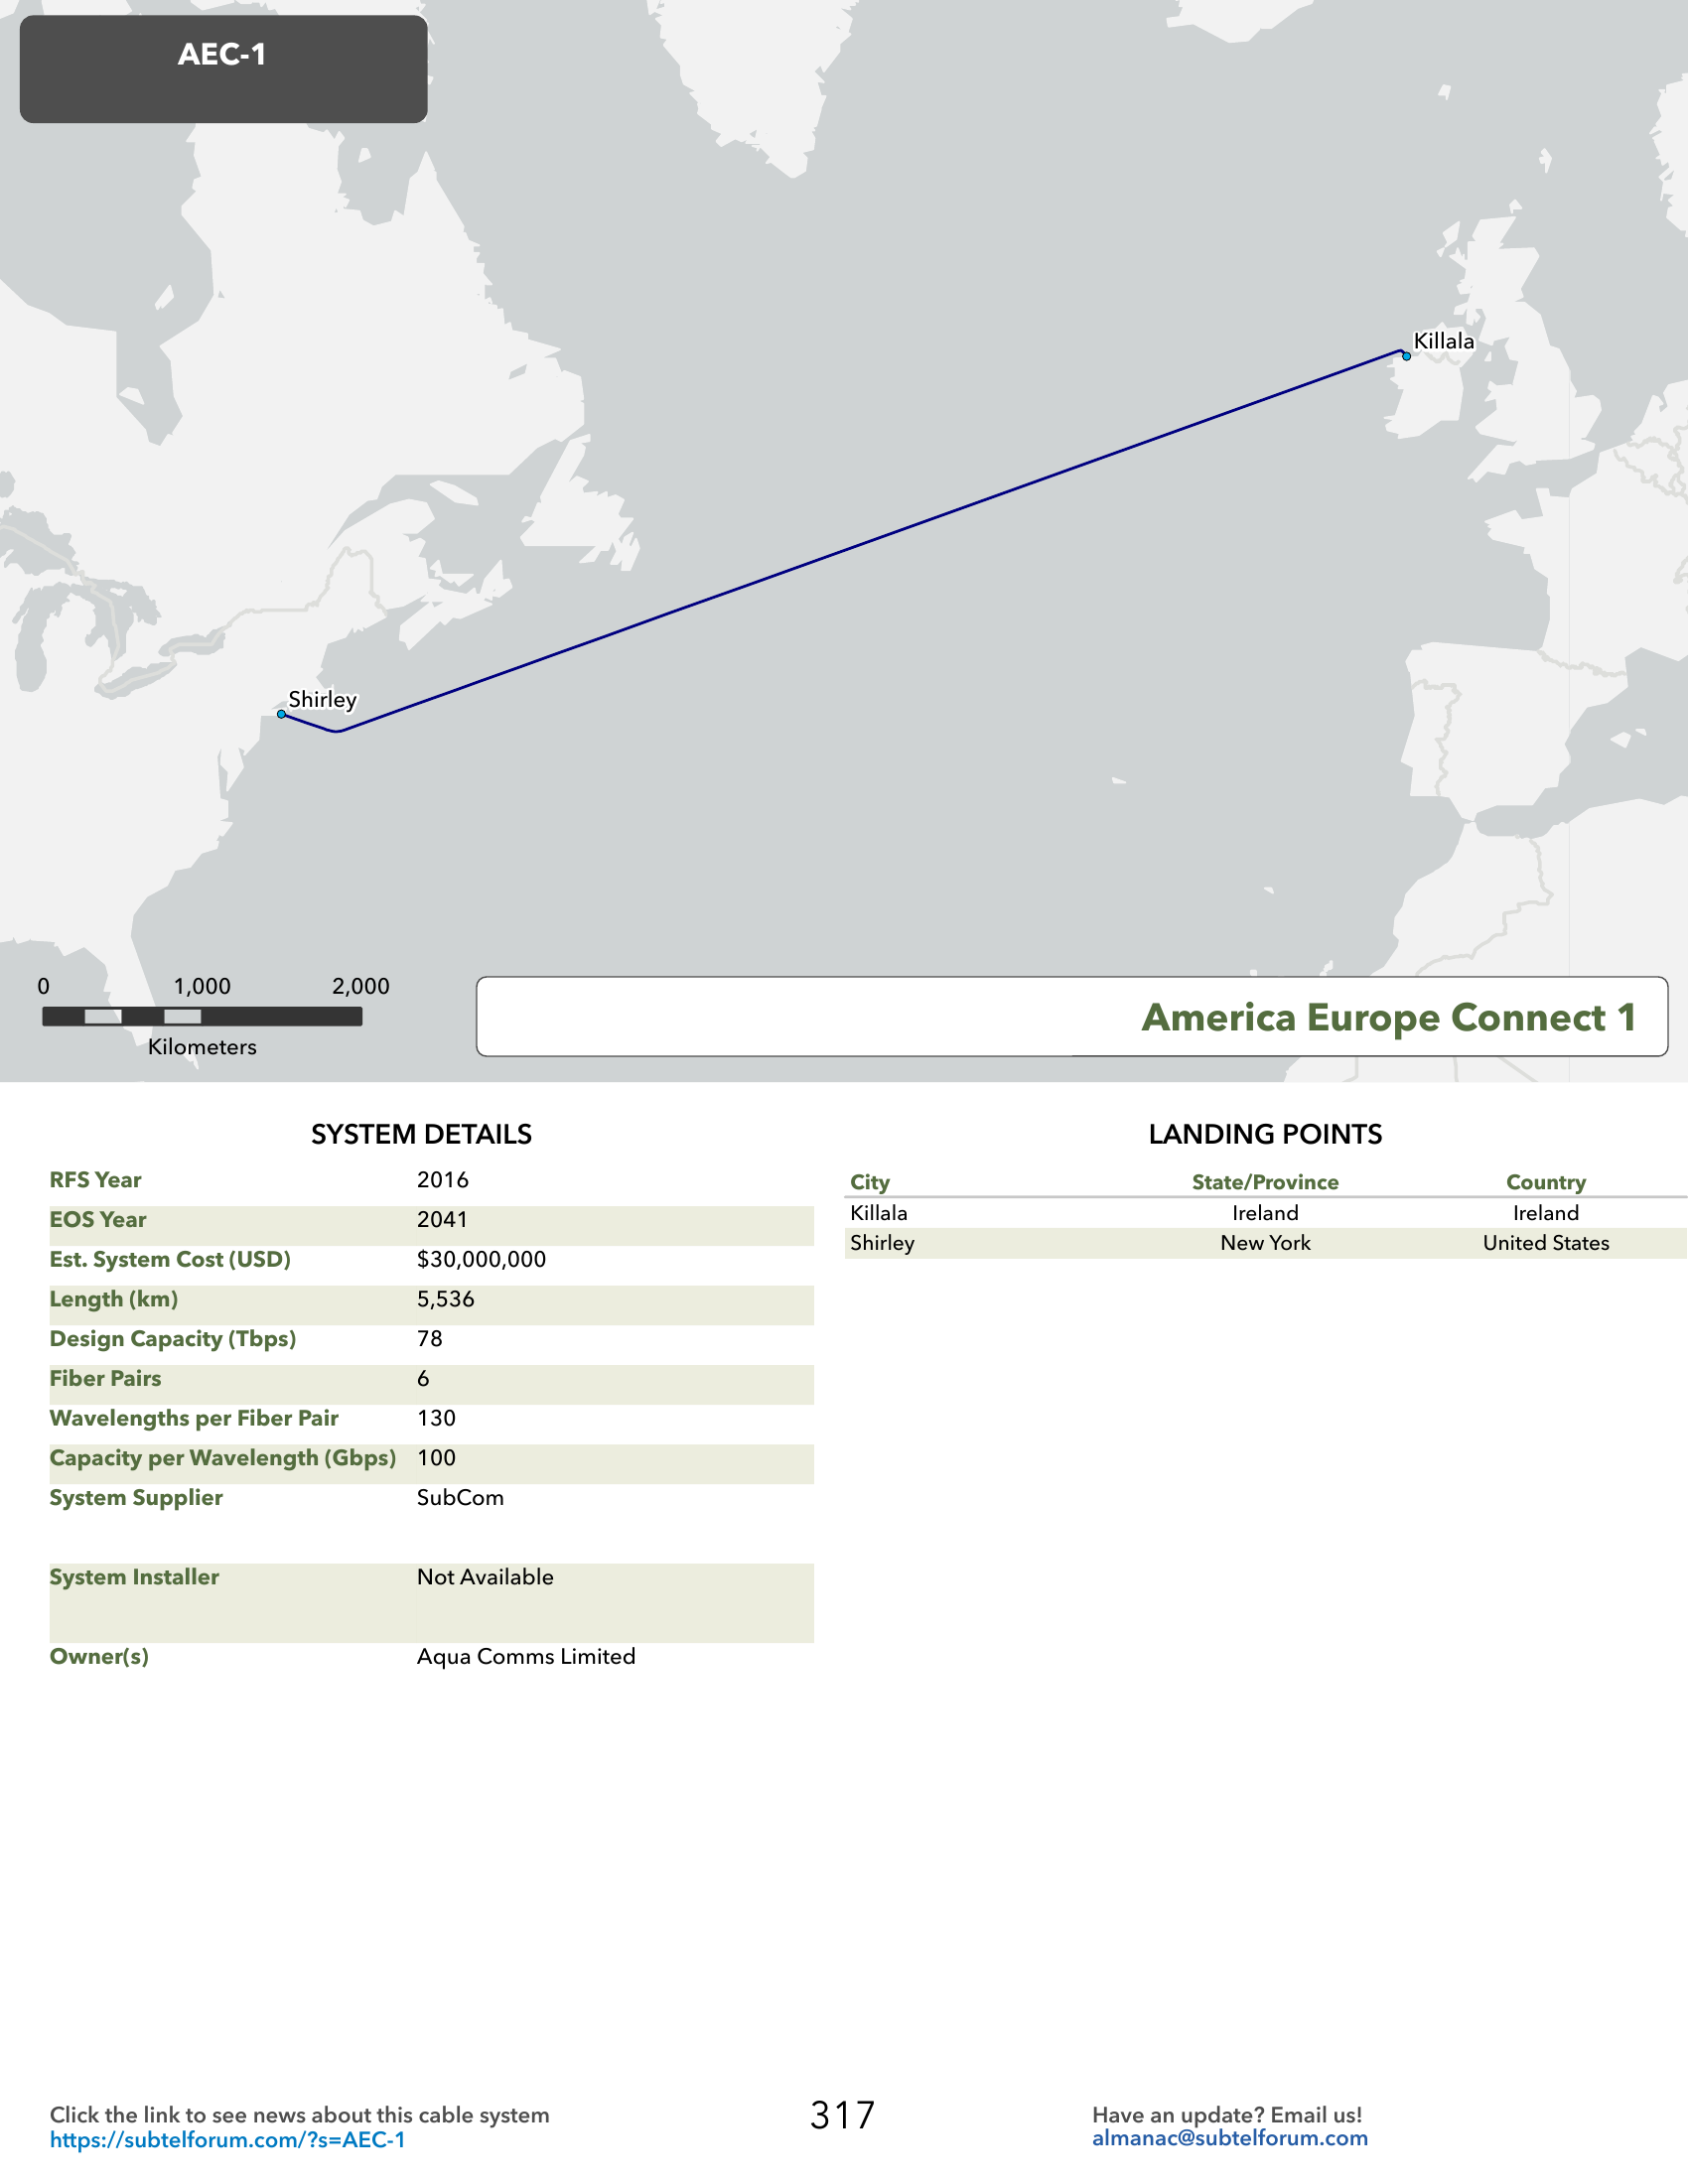 AEC-1
Killala
Shirley
0 1,000 2,000
Kilometers
America Europe Connect 1
SYSTEM DETAILS
RFS Year 2016
EOS Year 2041
Est. System Cost (USD) $30,000,000
Length (km) 5,536
Design Capacity (Tbps) 78
Fiber Pairs 6
Wavelengths per Fiber Pair 130
Capacity per Wavelength (Gbps) 100
System Supplier SubCom
System Installer Not Available
Owner(s) Aqua Comms Limited
LANDING POINTS
City State/Province Country
Killala Ireland Ireland
Shirley New York United States
Click the link to see news about this cable system
https://subtelforum.com/?s=AEC-1
317
Have an update? Email us!
almanac@subtelforum.com